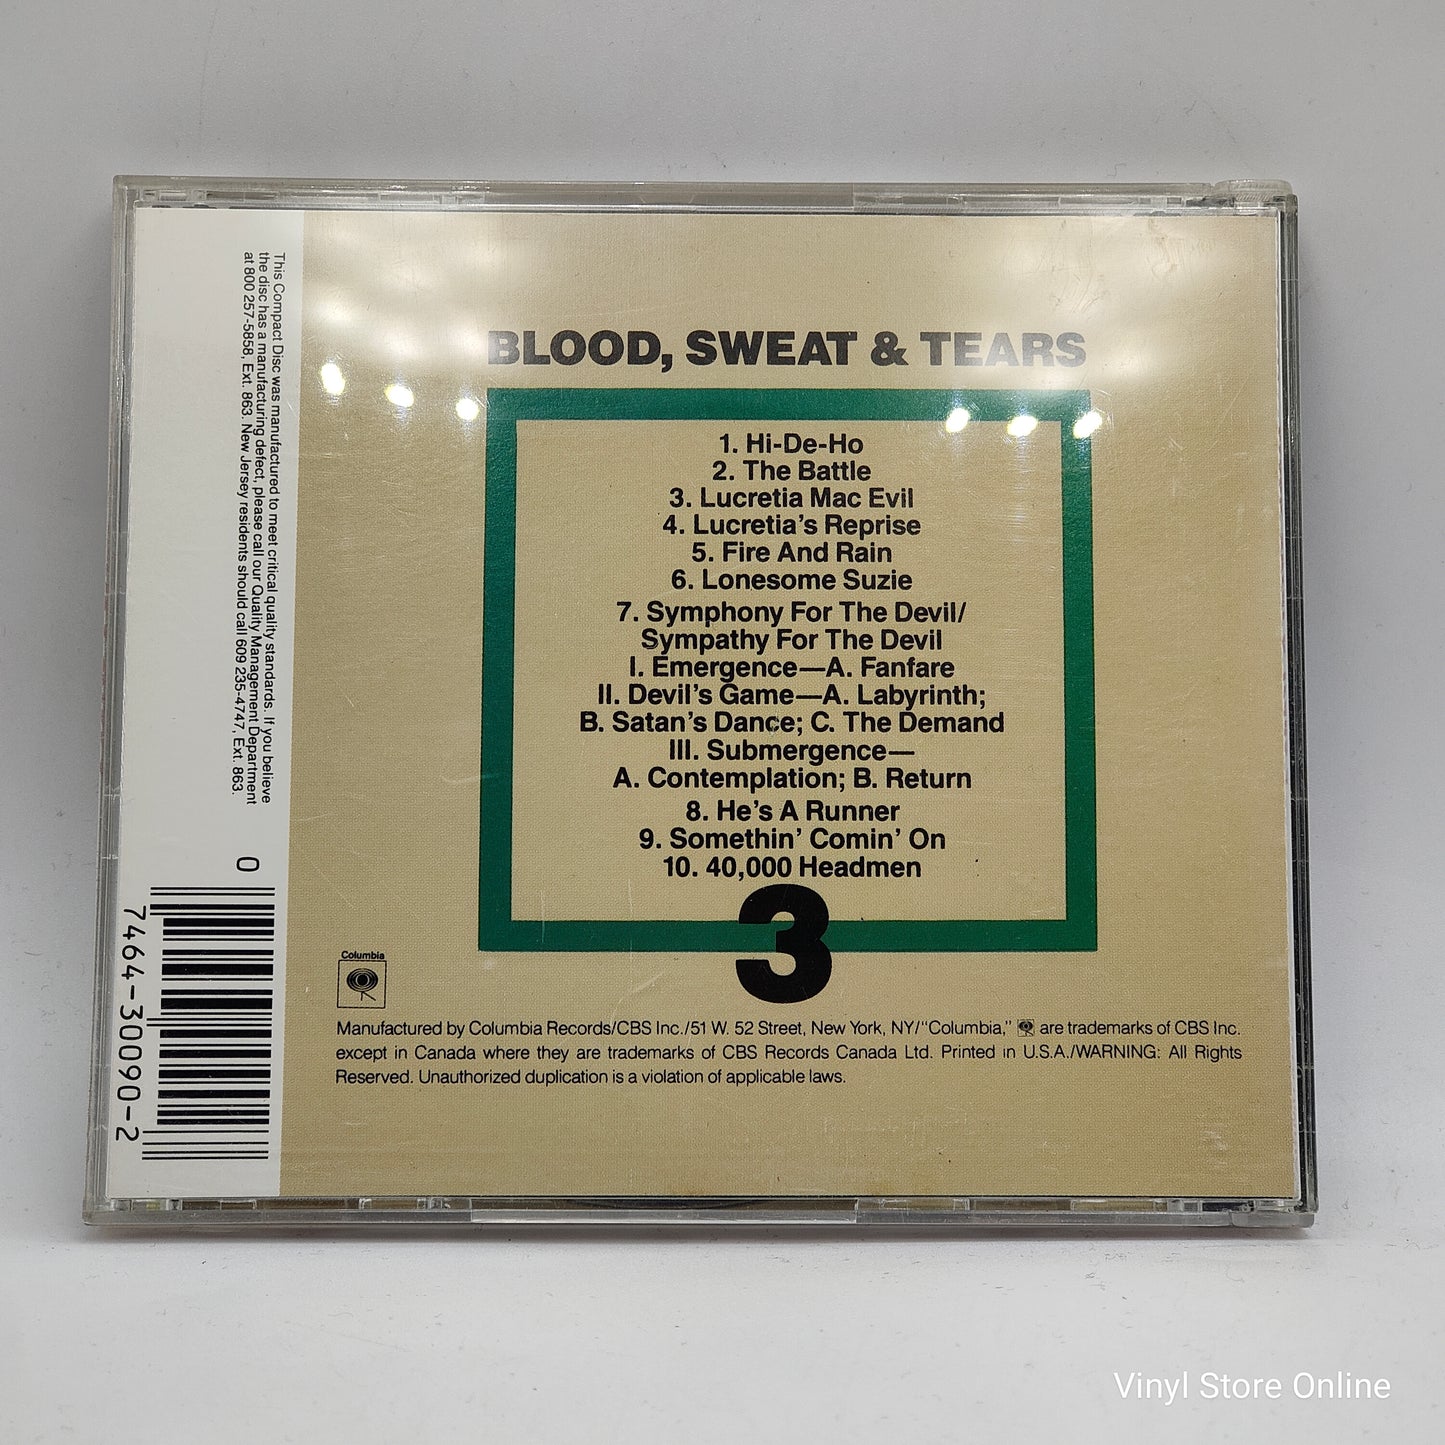 BLOOD, SWEAT & TEARS
1. Hi-De-Ho
2. The Battle
3. Lucretia Mac Evil
4. Lucretia's Reprise
5. Fire And Rain
6. Lonesome Suzie
7. Symphony For The Devil/
Sympathy For The Devil
I. Emergence—A. Fanfare
II. Devil's Game—A. Labyrinth;
B. Satan's Dance; C. The Demand
III. Submergence—
A. Contemplation; B. Return
8. He's A Runner
9. Somethin' Comin' On
10. 40,000 Headmen
3
Columbia
Manufactured by Columbia Records/CBS Inc./51 W. 52 Street, New York, NY/"Columbia," are trademarks of CBS Inc.
except in Canada where they are trademarks of CBS Records Canada Ltd. Printed in U.S.A./WARNING: All Rights
Reserved. Unauthorized duplication is a violation of applicable laws.
This Compact Disc was manufactured to meet critical quality standards. If you believe
the disc has a manufacturing defect, please call our Quality Management Department
at 800 257-5858, Ext. 863. New Jersey residents should call 609 235-4747, Ext. 863.
0
7464-30090-2
Vinyl Store Online